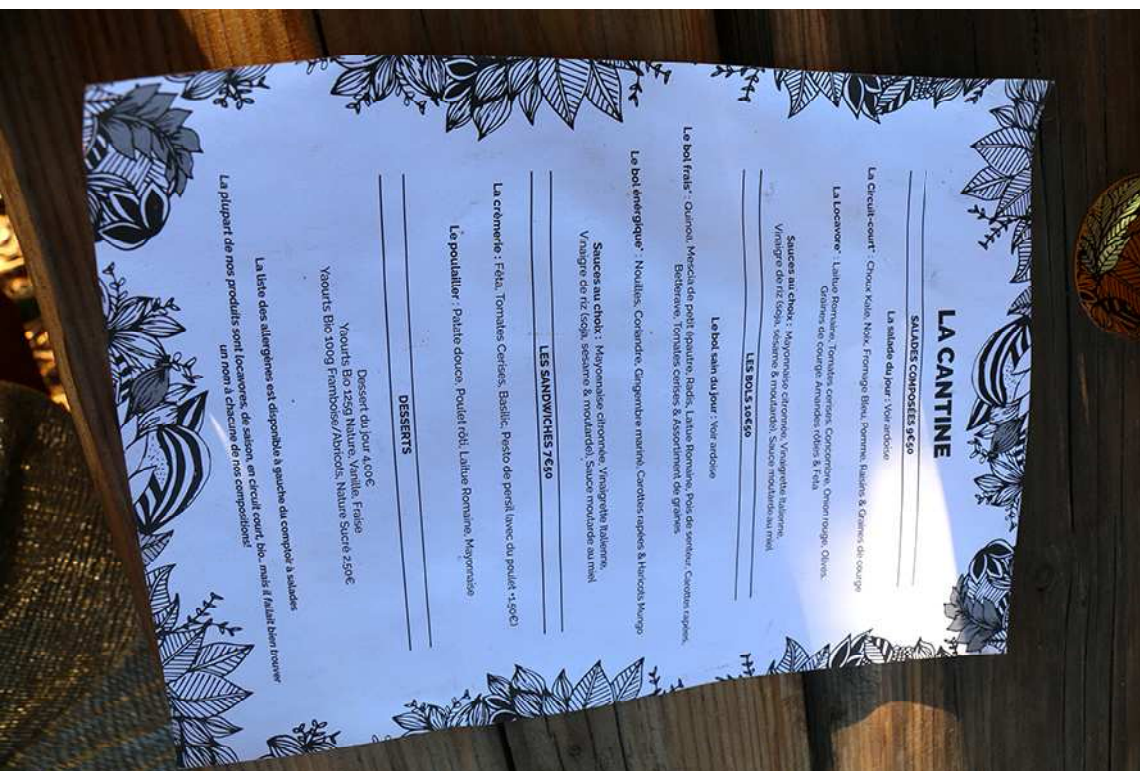 LA CANTINE
SALADES COMPOSÉES 9€50
La salade du jour : Voir ardoise
La Circuit-court* : Choux Kale, Noix, Fromage Bleu, Pomme, Raisins & Graines de courge
La Locavore* : Laitue Romaine, Tomates cerises, Concombre, Onion rouge, Olives,
Graines de courge, Amandes rôties & Feta
Sauces au choix : Mayonnaise citronnée, Vinaigrette Italienne,
Vinaigre de riz (soja, sésame & moutarde), Sauce moutarde au miel
LES BOLS 10€50
Le bol sain du jour : Voir ardoise
Le bol frais* : Quinoa, Mescla de petit épautre, Radis, Laitue Romaine, Pois de senteur, Carottes rapées,
Betterave, Tomates cerises & Assortiment de graines
Le bol énergique* : Nouilles, Coriandre, Gingembre mariné, Carottes rapées & Haricots Mungo
Sauces au choix : Mayonnaise citronnée, Vinaigrette Italienne,
Vinaigre de riz (soja, sésame & moutarde), Sauce moutarde au miel
LES SANDWICHES 7€50
La crèmerie : Féta, Tomates Cerises, Basilic, Pesto de persil (avec du poulet +1,50€)
Le poulailler : Patate douce, Poulet rôti, Laitue Romaine, Mayonnaise
DESSERTS
Dessert du jour 4,00€
Yaourts Bio 125g Nature, Vanille, Fraise
Yaourts Bio 100g Framboise/Abricots, Nature Sucré 2,50€
La liste des allergènes est disponible à gauche du comptoir à salades
La plupart de nos produits sont locavores, de saison, en circuit court, bio... mais il fallait bien trouver
un nom à chacune de nos compositions!